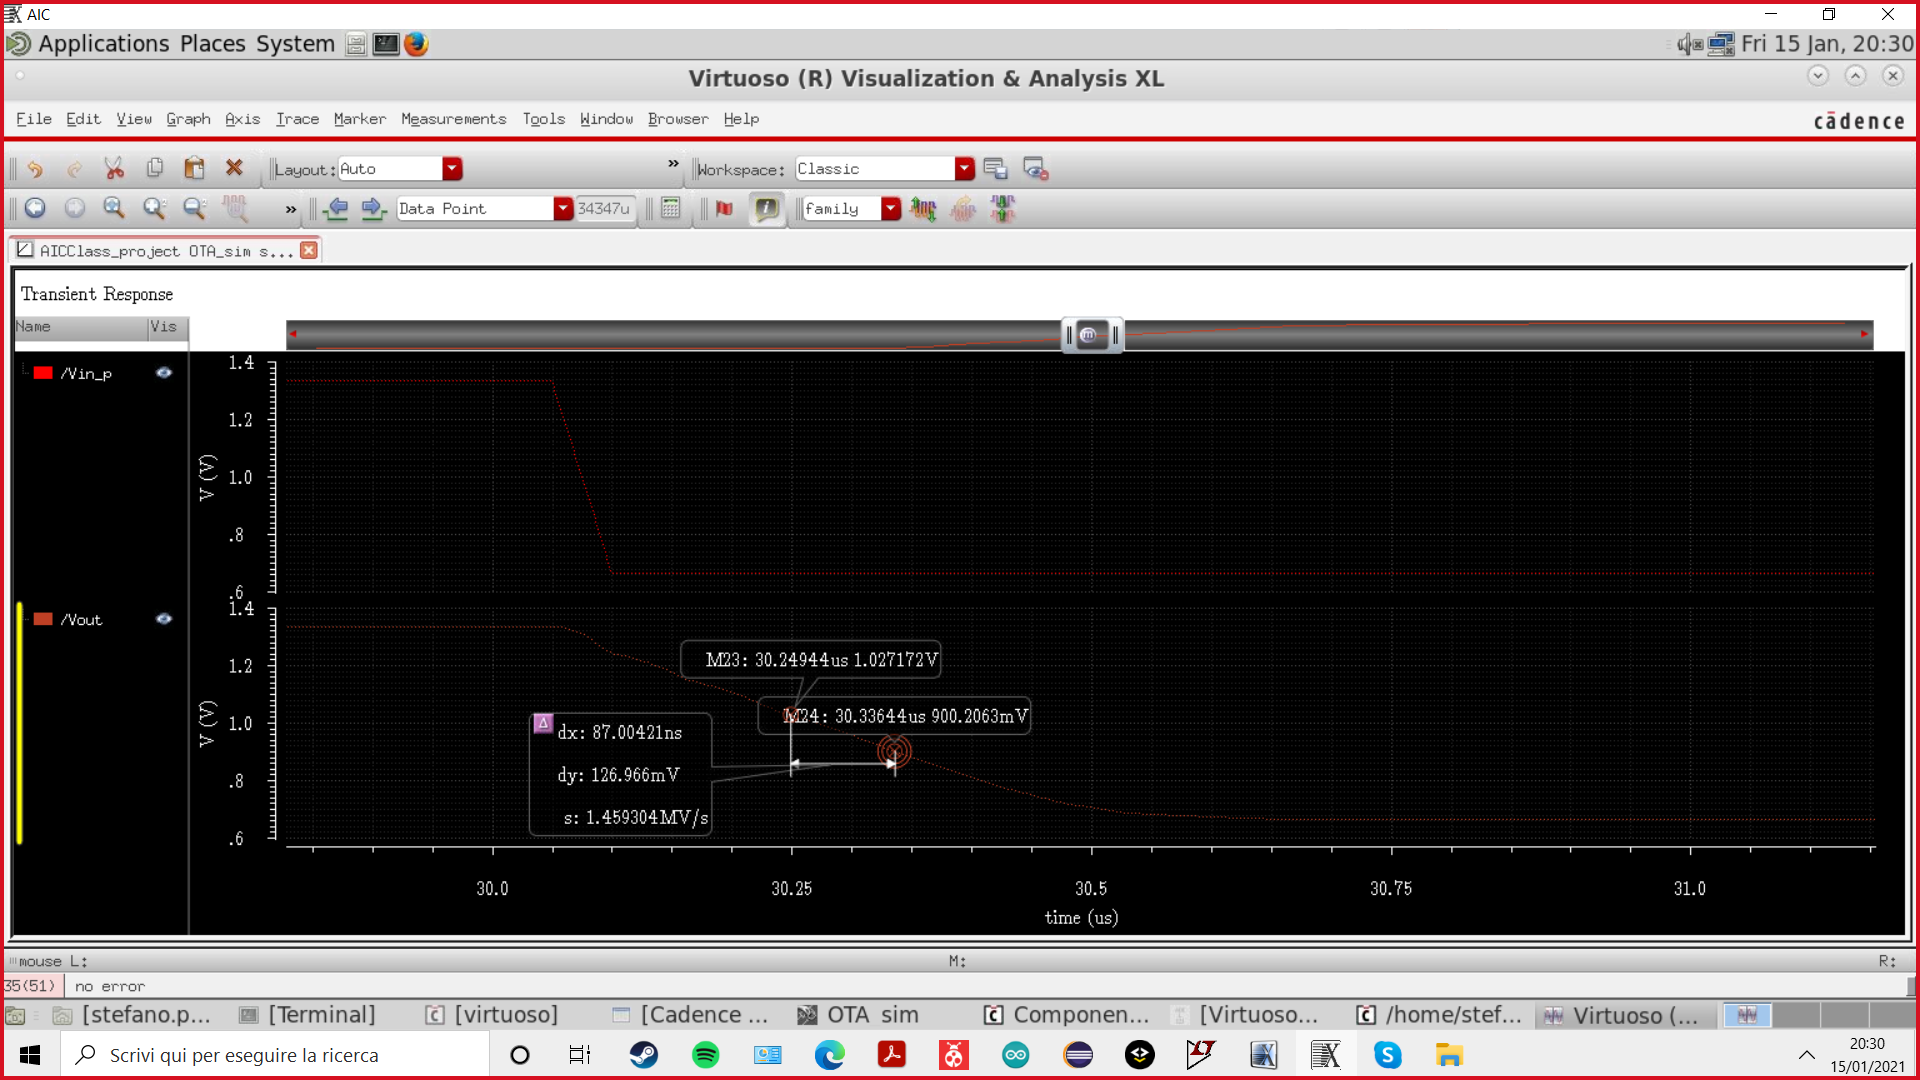 AIC
Applications Places System
Fri 15 Jan, 20:30
Virtuoso (R) Visualization & Analysis XL
File Edit View Graph Axis Trace Marker Measurements Tools Window Browser Help
cādence
Layout: Auto
» Workspace: Classic
» Data Point 34347u family
AICClass_project OTA_sim s...
Transient Response
Name Vis
/Vin_p
1.4
1.2
1.0
.8
.6
V (V)
/Vout
1.4
1.2
1.0
.8
.6
V (V)
M23: 30.24944us 1.027172V
M24: 30.33644us 900.2063mV
dx: 87.00421ns
dy: 126.966mV
s: 1.459304MV/s
30.0 30.25 30.5 30.75 31.0
time (us)
mouse L: M: R:
35(51) no error
[stefano.p... [Terminal] [virtuoso] [Cadence ... OTA sim Componen... [Virtuoso... /home/stef... Virtuoso (...
Scrivi qui per eseguire la ricerca
20:30
15/01/2021